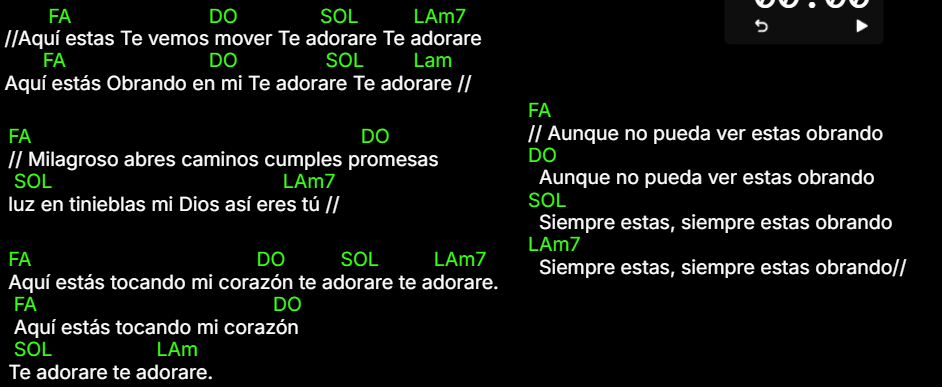 FA DO SOL LAm7
//Aquí estas Te vemos mover Te adorare Te adorare
FA DO SOL Lam
Aquí estás Obrando en mi Te adorare Te adorare //
FA DO
// Milagroso abres caminos cumples promesas
SOL LAm7
luz en tinieblas mi Dios así eres tú //
FA DO SOL LAm7
Aquí estás tocando mi corazón te adorare te adorare.
FA DO
Aquí estás tocando mi corazón
SOL LAm
Te adorare te adorare.
FA
// Aunque no pueda ver estas obrando
DO
Aunque no pueda ver estas obrando
SOL
Siempre estas, siempre estas obrando
LAm7
Siempre estas, siempre estas obrando//